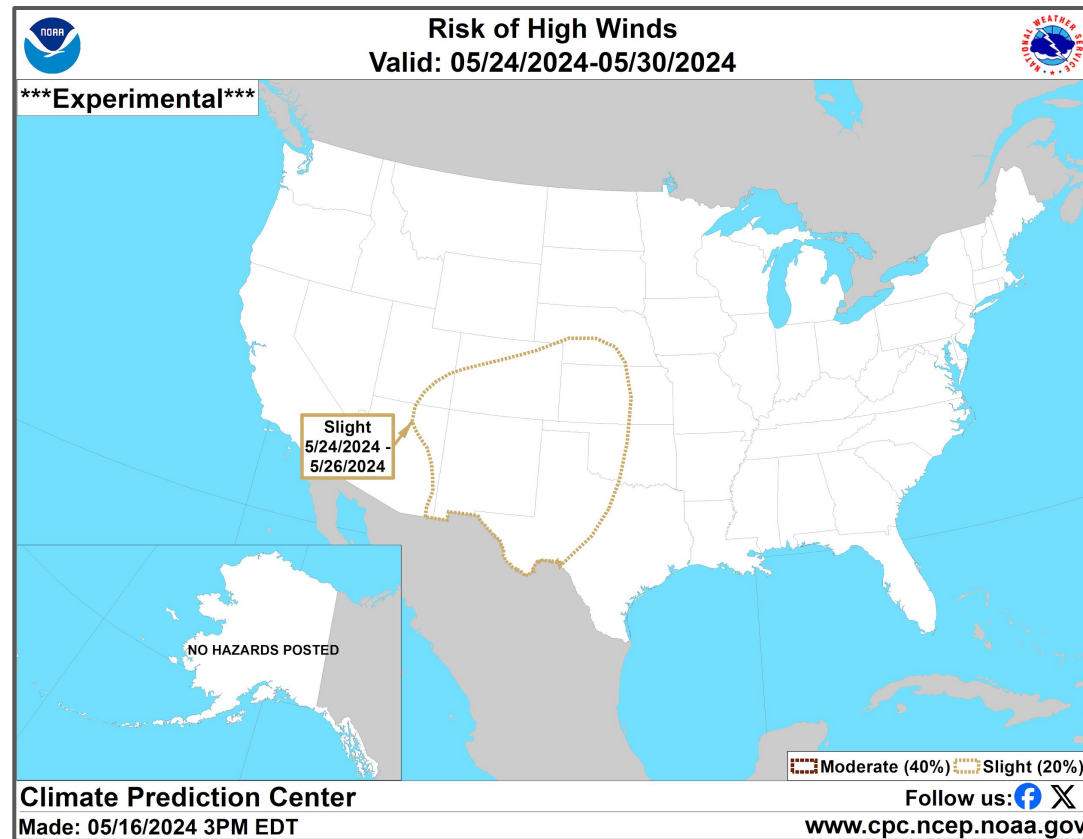 NOAA
Risk of High Winds
Valid: 05/24/2024-05/30/2024
NATIONAL WEATHER SERVICE
***Experimental***
Slight
5/24/2024 -
5/26/2024
NO HAZARDS POSTED
Moderate (40%) Slight (20%)
Climate Prediction Center
Follow us:
Made: 05/16/2024 3PM EDT
www.cpc.ncep.noaa.gov